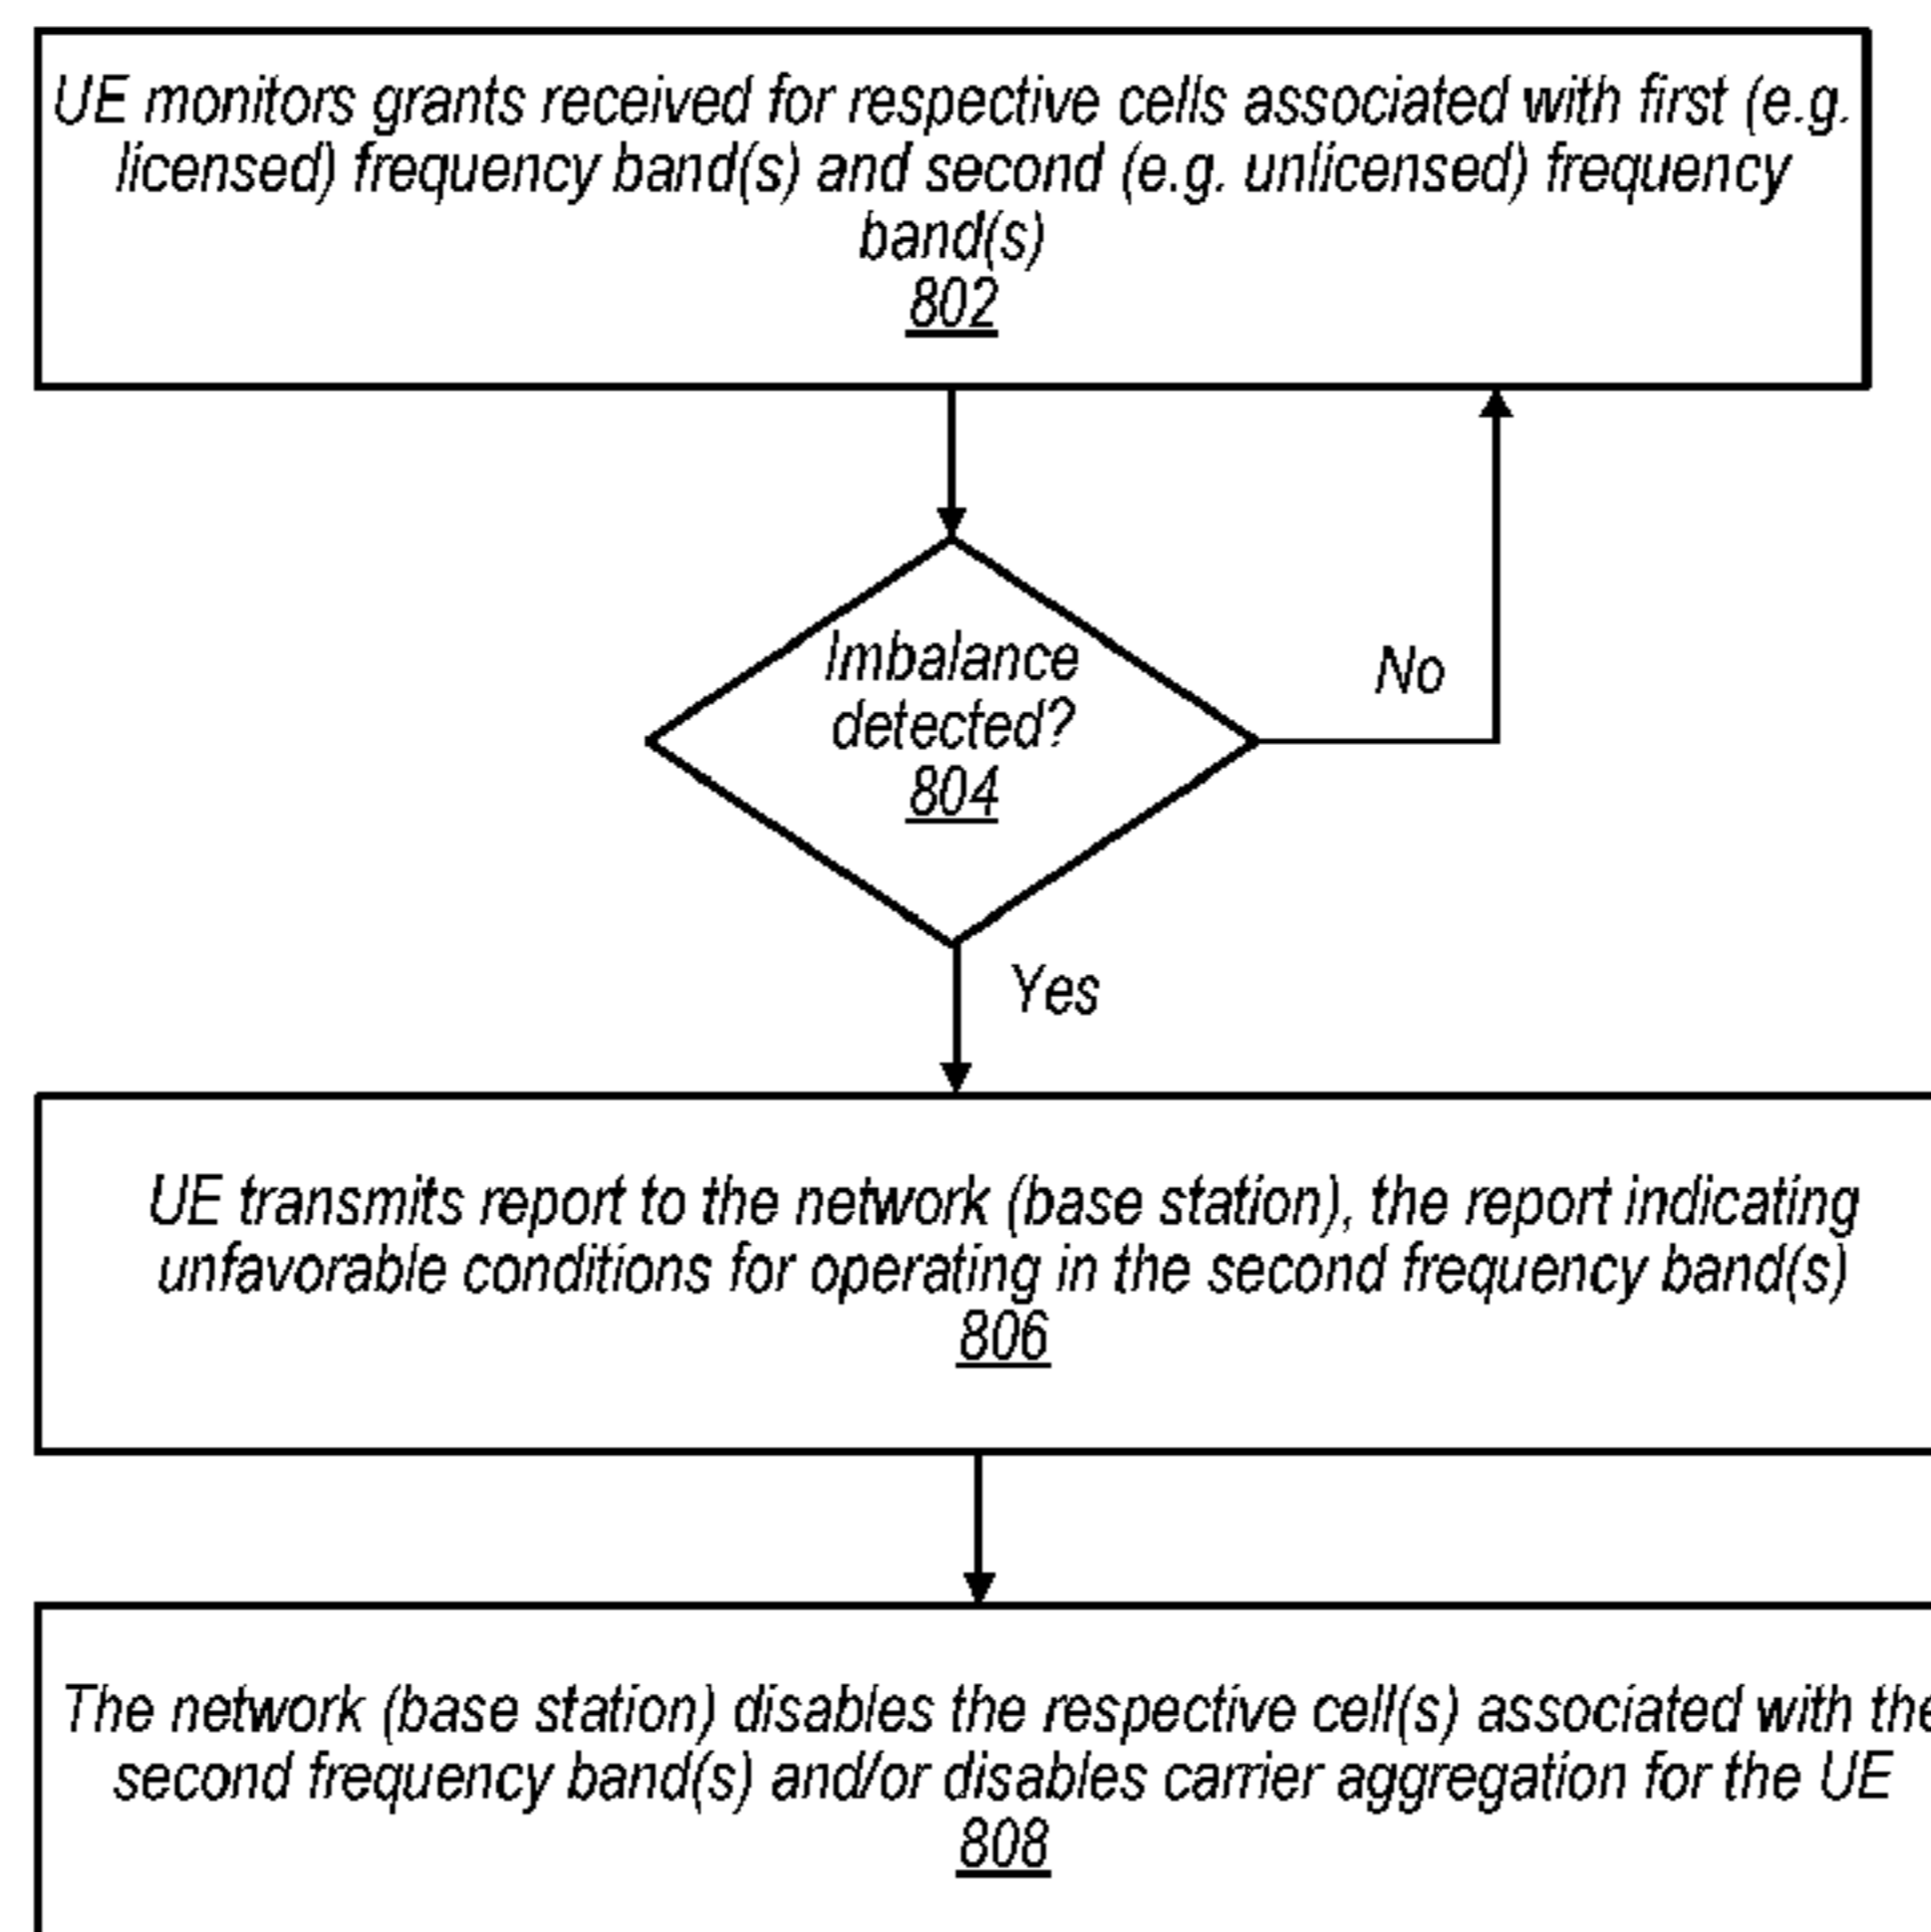 UE monitors grants received for respective cells associated with first (e.g.
licensed) frequency band(s) and second (e.g. unlicensed) frequency
band(s)
802
Imbalance
detected?
804
No
Yes
UE transmits report to the network (base station), the report indicating
unfavorable conditions for operating in the second frequency band(s)
806
The network (base station) disables the respective cell(s) associated with the
second frequency band(s) and/or disables carrier aggregation for the UE
808